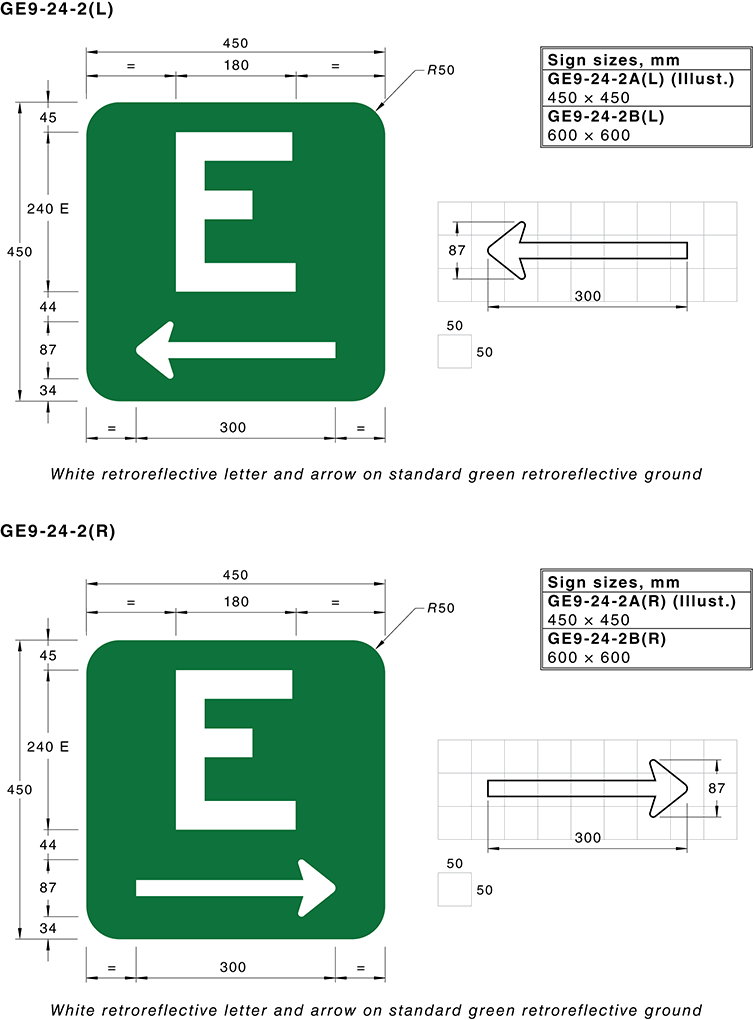 GE9-24-2(L)
450
= 180 =
R50
Sign sizes, mm
GE9-24-2A(L) (Illust.)
450 × 450
GE9-24-2B(L)
600 × 600
45
E
240 E
450
44
87
34
= 300 =
87
300
50
50
White retroreflective letter and arrow on standard green retroreflective ground
GE9-24-2(R)
450
= 180 =
R50
Sign sizes, mm
GE9-24-2A(R) (Illust.)
450 × 450
GE9-24-2B(R)
600 × 600
45
E
240 E
450
44
87
34
= 300 =
87
300
50
50
White retroreflective letter and arrow on standard green retroreflective ground